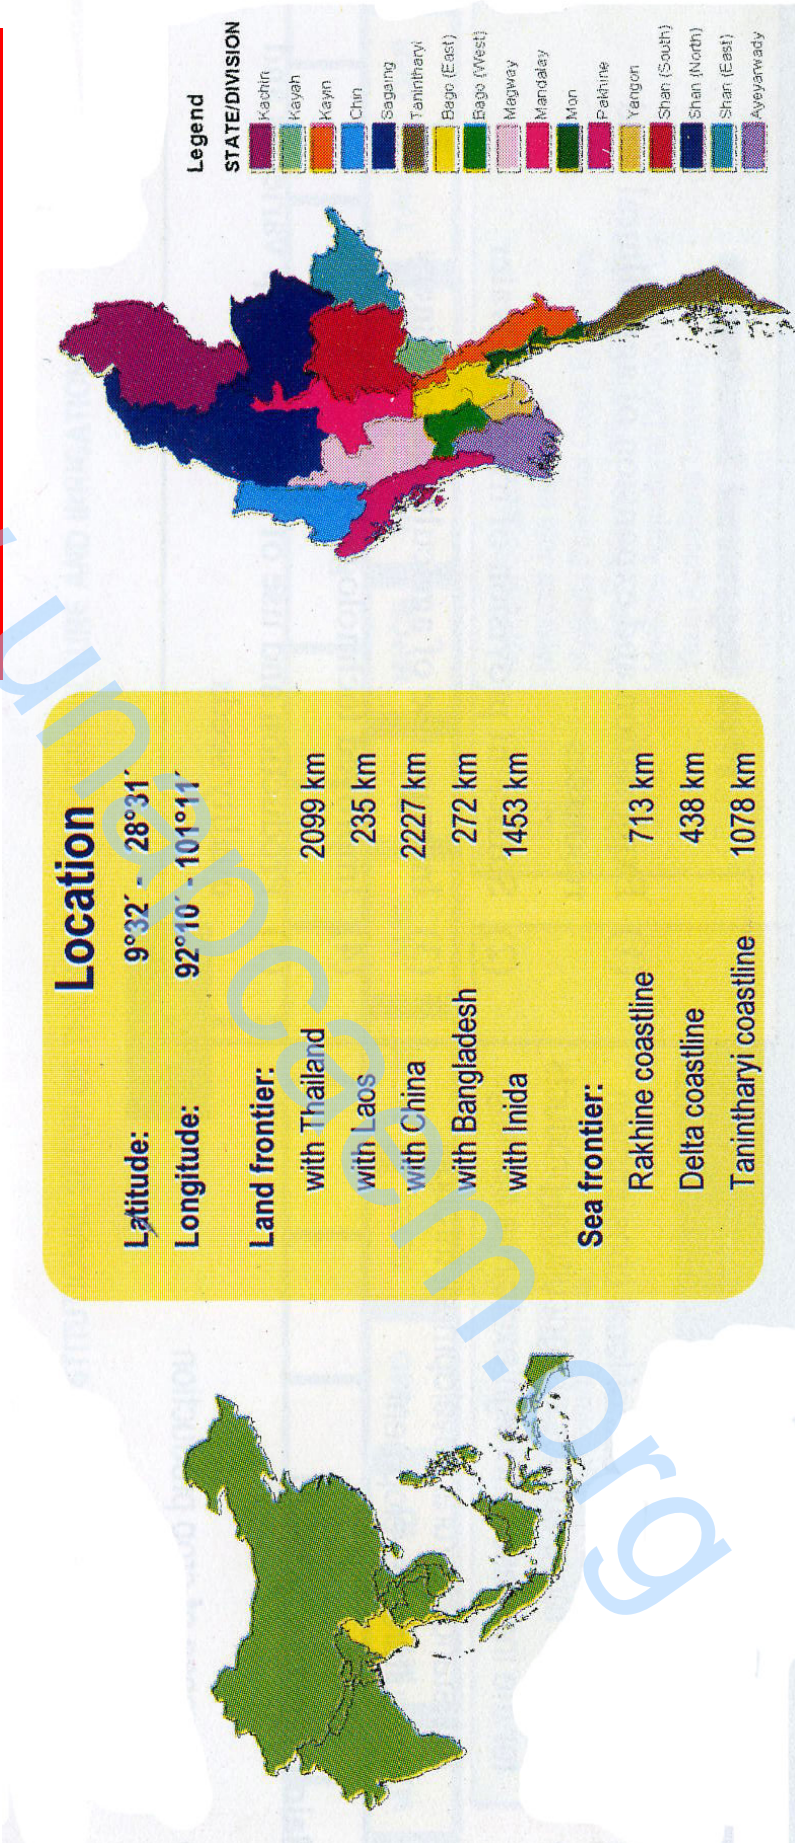 Location
Latitude: 9°32´ - 28°31´
Longitude: 92°10´ - 101°11´
Land frontier:
with Thailand 2099 km
with Laos 235 km
with China 2227 km
with Bangladesh 272 km
with Inida 1453 km
Sea frontier:
Rakhine coastline 713 km
Delta coastline 438 km
Tanintharyi coastline 1078 km
Legend
STATE/DIVISION
Kachin
Kayah
Kayin
Chin
Sagaing
Tanintharyi
Bago (East)
Bago (West)
Magway
Mandalay
Mon
Rakhine
Yangon
Shan (South)
Shan (North)
Shan (East)
Ayeyarwady
unapcaem.org